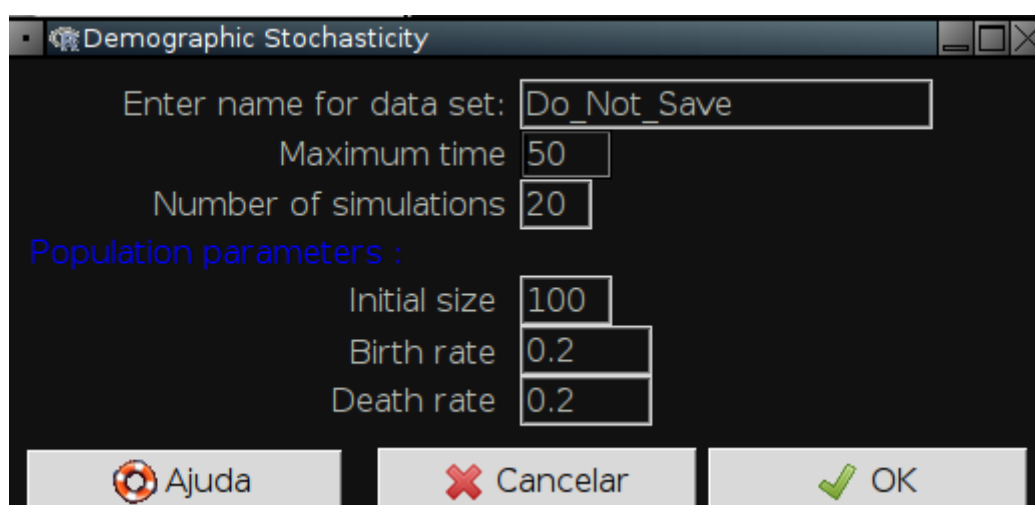 Demographic Stochasticity
Enter name for data set: Do_Not_Save
Maximum time 50
Number of simulations 20
Population parameters :
Initial size 100
Birth rate 0.2
Death rate 0.2
Ajuda Cancelar OK